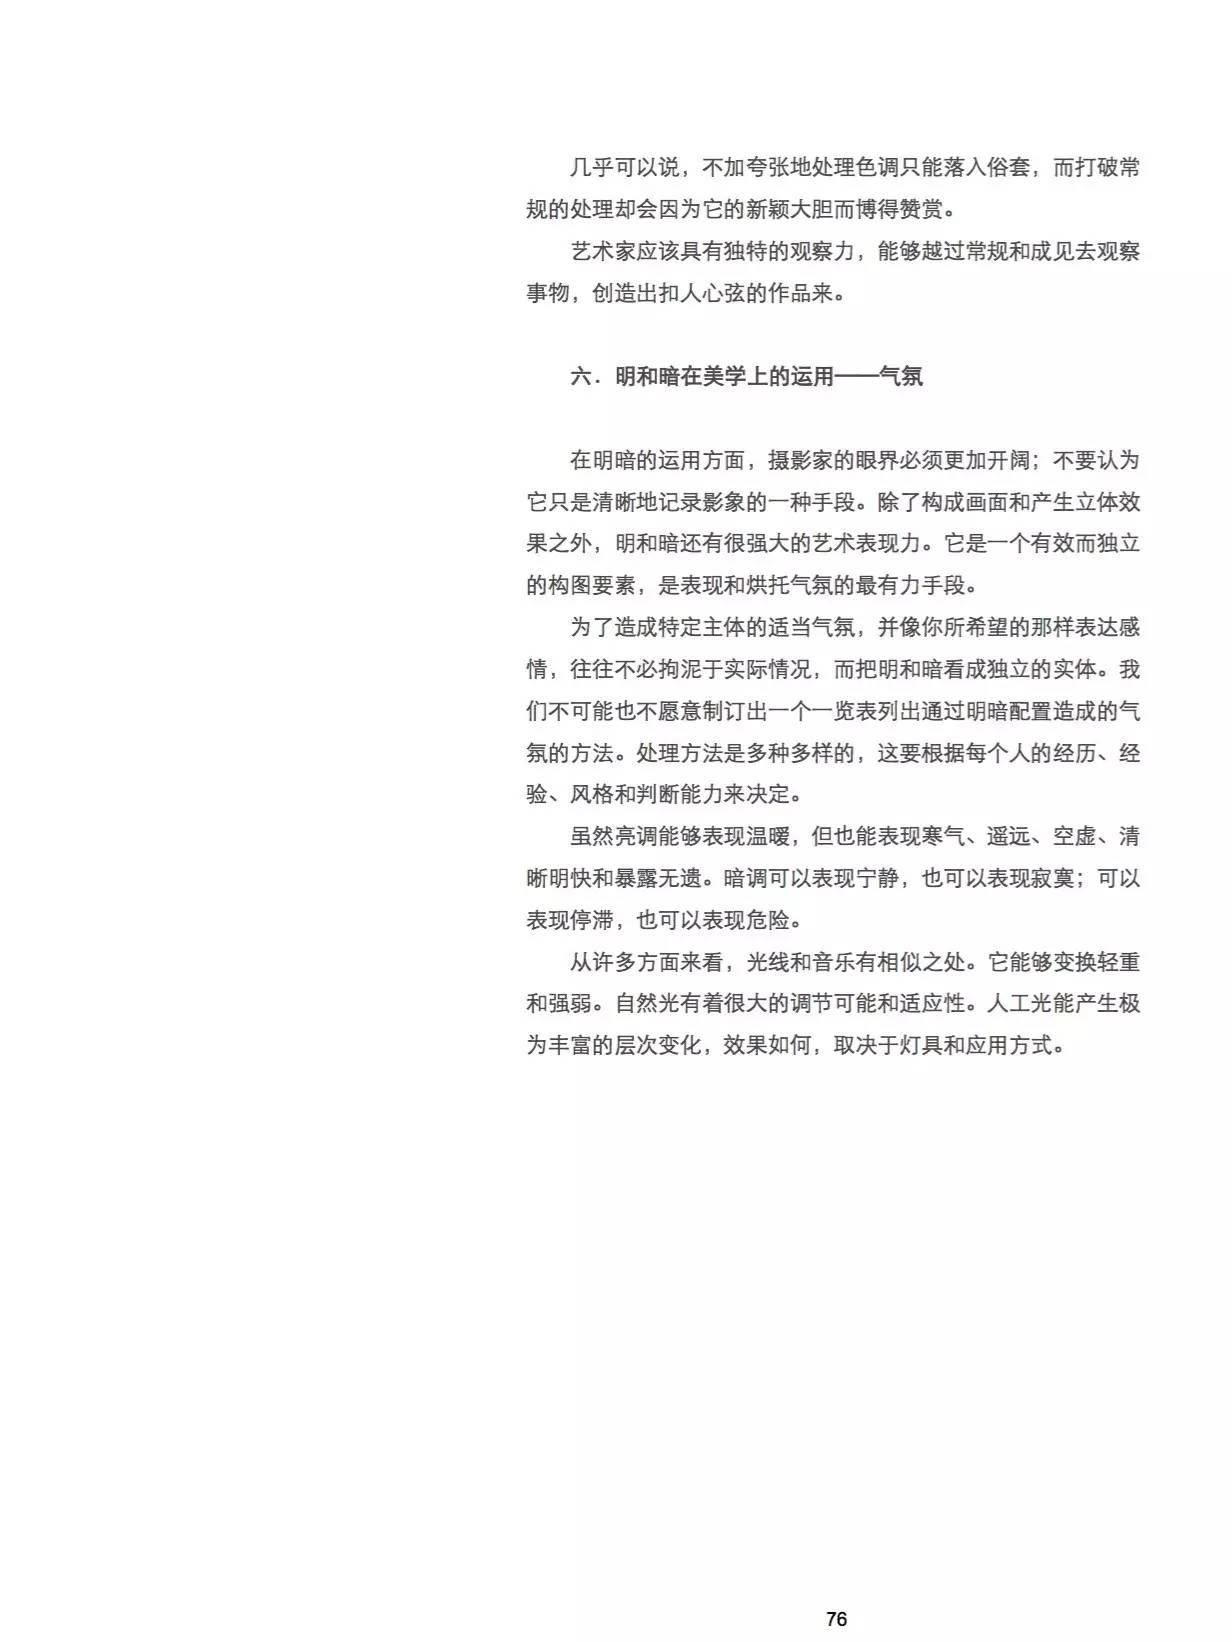 几乎可以说，不加夸张地处理色调只能落入俗套，而打破常
规的处理却会因为它的新颖大胆而博得赞赏。
艺术家应该具有独特的观察力，能够越过常规和成见去观察
事物，创造出扣人心弦的作品来。
六．明和暗在美学上的运用——气氛
在明暗的运用方面，摄影家的眼界必须更加开阔；不要认为
它只是清晰地记录影象的一种手段。除了构成画面和产生立体效
果之外，明和暗还有很强大的艺术表现力。它是一个有效而独立
的构图要素，是表现和烘托气氛的最有力手段。
为了造成特定主体的适当气氛，并像你所希望的那样表达感
情，往往不必拘泥于实际情况，而把明和暗看成独立的实体。我
们不可能也不愿意制订出一个一览表列出通过明暗配置造成的气
氛的方法。处理方法是多种多样的，这要根据每个人的经历、经
验、风格和判断能力来决定。
虽然亮调能够表现温暖，但也能表现寒气、遥远、空虚、清
晰明快和暴露无遗。暗调可以表现宁静，也可以表现寂寞；可以
表现停滞，也可以表现危险。
从许多方面来看，光线和音乐有相似之处。它能够变换轻重
和强弱。自然光有着很大的调节可能和适应性。人工光能产生极
为丰富的层次变化，效果如何，取决于灯具和应用方式。
76